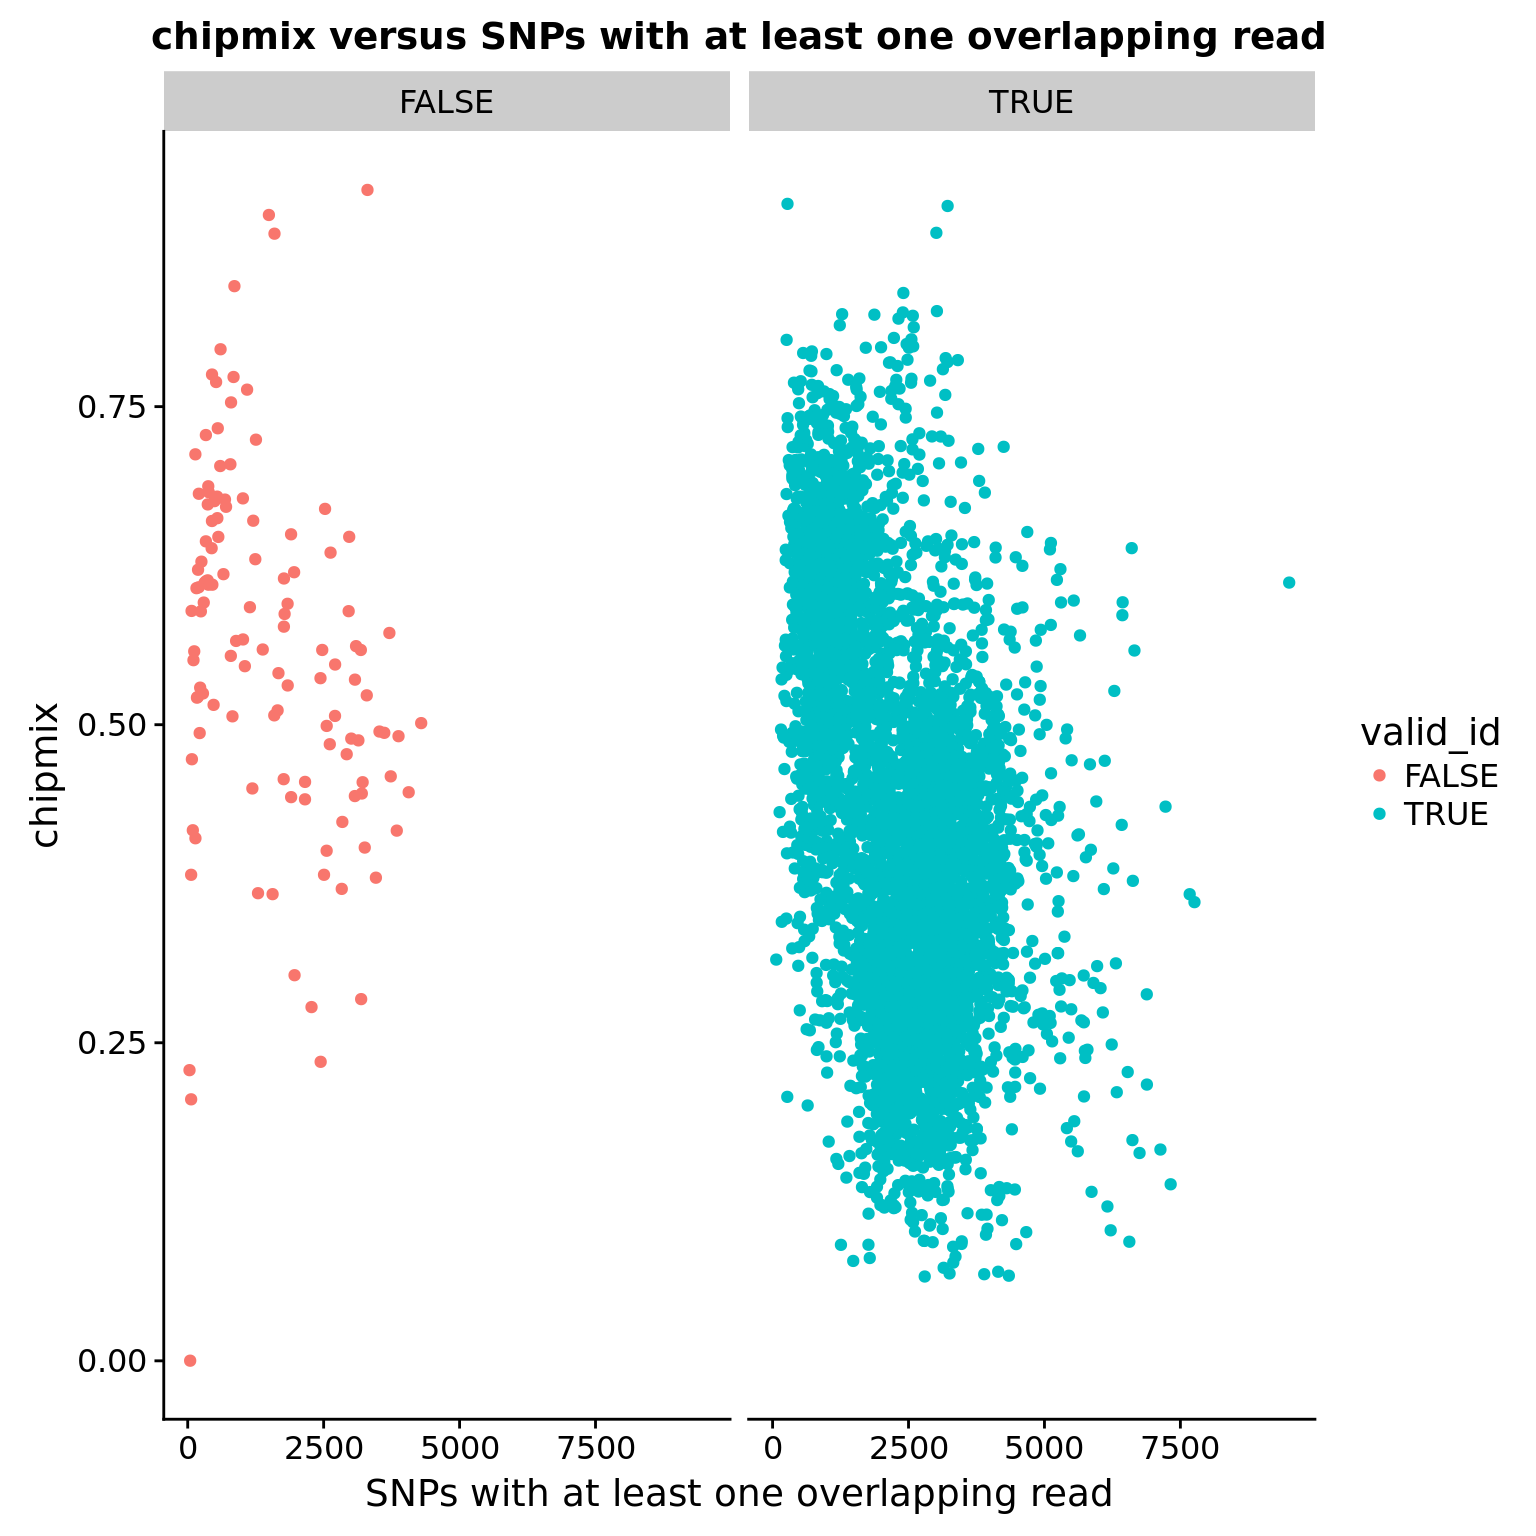 chipmix versus SNPs with at least one overlapping read
FALSE
TRUE
chipmix
0.75
0.50
0.25
0.00
0
2500
5000
7500
0
2500
5000
7500
SNPs with at least one overlapping read
valid_id
FALSE
TRUE